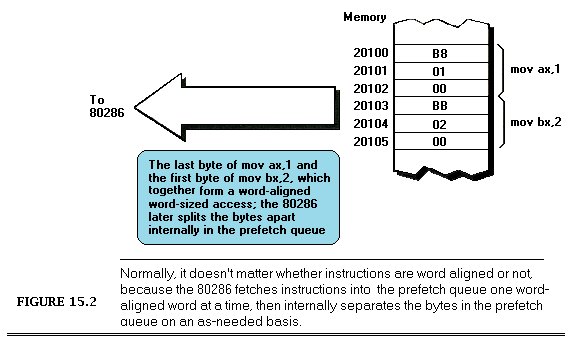 Memory
20100 B8
20101 01
20102 00
mov ax,1
20103 BB
20104 02
20105 00
mov bx,2
To
80286
The last byte of mov ax,1 and
the first byte of mov bx,2, which
together form a word-aligned
word-sized access; the 80286
later splits the bytes apart
internally in the prefetch queue
FIGURE 15.2
Normally, it doesn't matter whether instructions are word aligned or not,
because the 80286 fetches instructions into the prefetch queue one word-
aligned word at a time, then internally separates the bytes in the prefetch
queue on an as-needed basis.